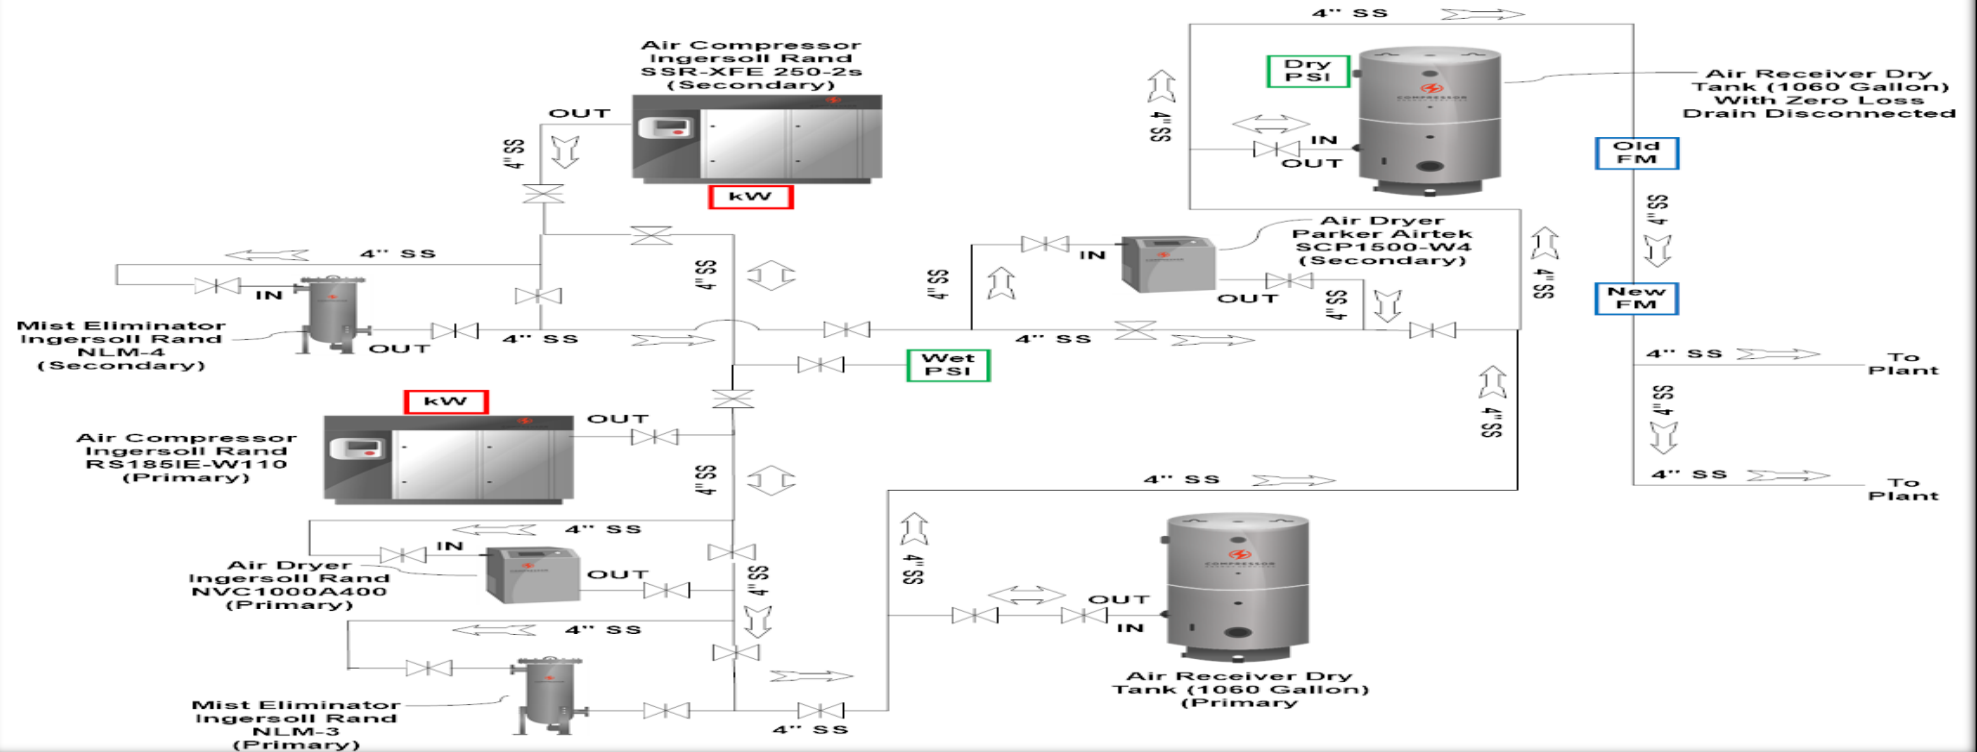 4" SS
Air Compressor
Ingersoll Rand
SSR-XFE 250-2s
(Secondary)
OUT
4" SS
kW
Dry
PSI
4" SS
IN
OUT
COMPRESSOR
Air Receiver Dry
Tank (1060 Gallon)
With Zero Loss
Drain Disconnected
Old
FM
4" SS
New
FM
4" SS
To
Plant
4" SS
4" SS
To
Plant
4" SS
IN
Mist Eliminator
Ingersoll Rand
NLM-4
(Secondary)
OUT
4" SS
4" SS
4" SS
IN
Air Dryer
Parker Airtek
SCP1500-W4
(Secondary)
OUT
4" SS
4" SS
4" SS
Wet
PSI
kW
Air Compressor
Ingersoll Rand
RS185IE-W110
(Primary)
OUT
4" SS
4" SS
4" SS
4" SS
IN
Air Dryer
Ingersoll Rand
NVC1000A400
(Primary)
OUT
4" SS
4" SS
4" SS
OUT
IN
COMPRESSOR
Air Receiver Dry
Tank (1060 Gallon)
(Primary
Mist Eliminator
Ingersoll Rand
NLM-3
(Primary)
4" SS